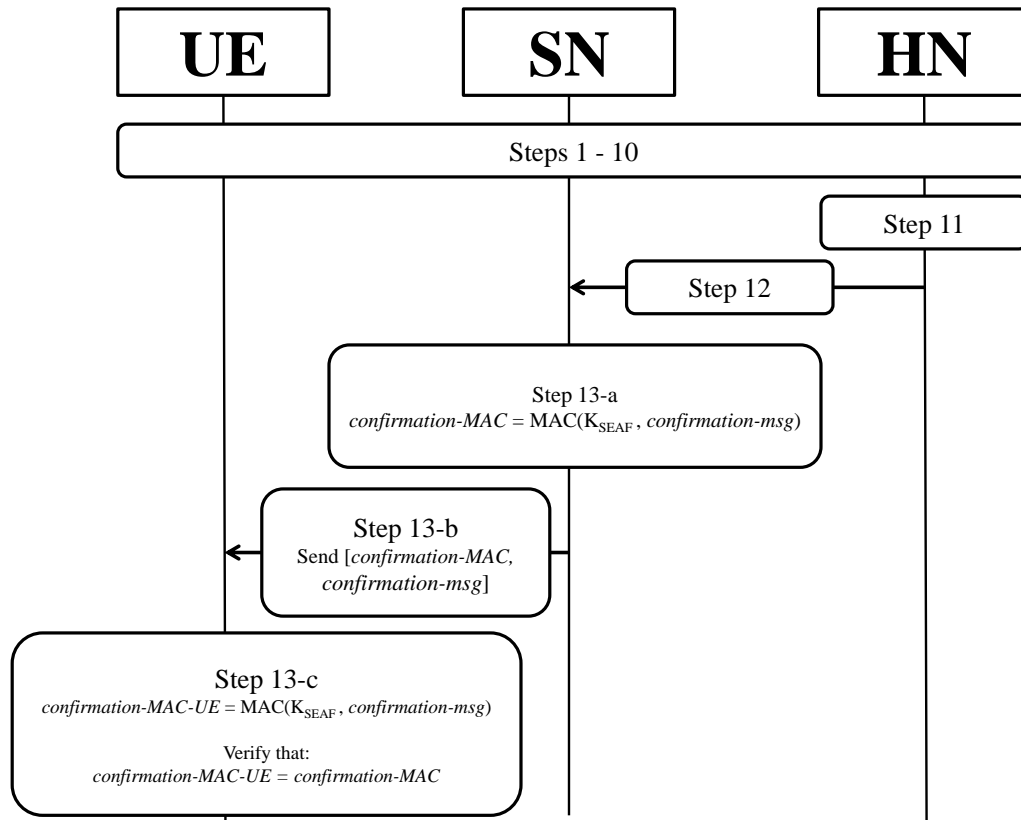 UE
SN
HN
Steps 1 - 10
Step 11
Step 12
Step 13-a
confirmation-MAC = MAC(K_SEAF, confirmation-msg)
Step 13-b
Send [confirmation-MAC,
confirmation-msg]
Step 13-c
confirmation-MAC-UE = MAC(K_SEAF, confirmation-msg)
Verify that:
confirmation-MAC-UE = confirmation-MAC